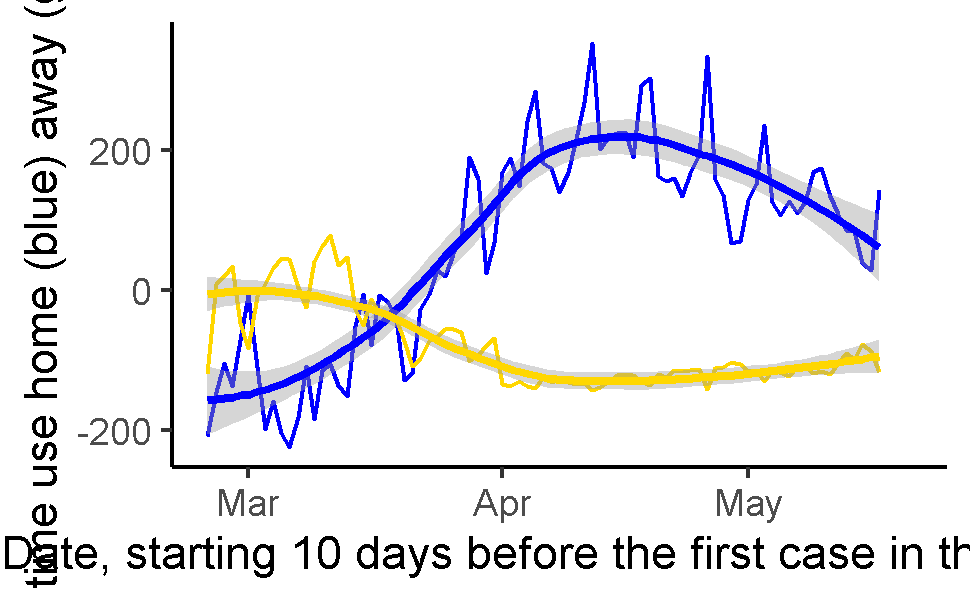 time use home (blue) away (
200
0
-200
Mar Apr May
Date, starting 10 days before the first case in th